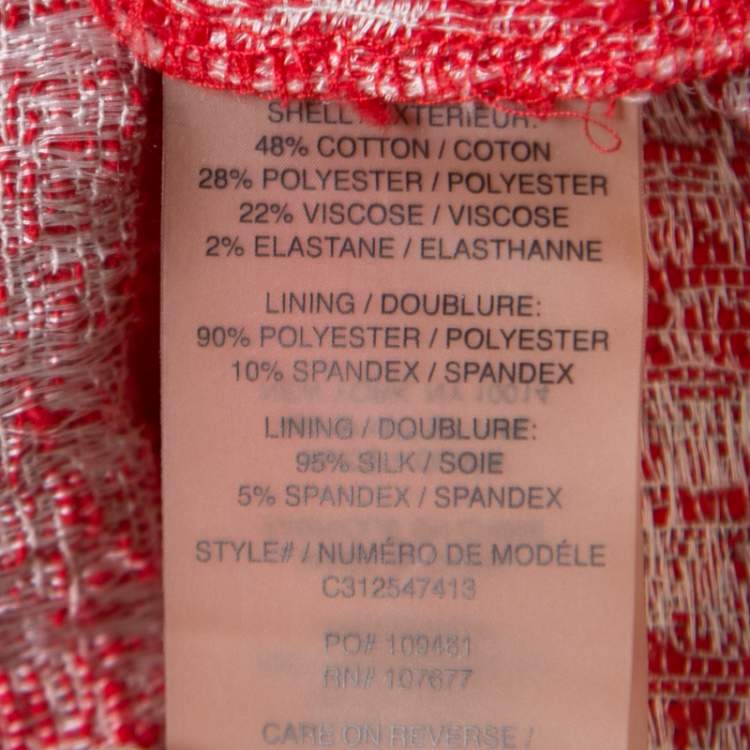 SHELL / EXTERIEUR:
48% COTTON / COTON
28% POLYESTER / POLYESTER
22% VISCOSE / VISCOSE
2% ELASTANE / ELASTHANNE
LINING / DOUBLURE:
90% POLYESTER / POLYESTER
10% SPANDEX / SPANDEX
LINING / DOUBLURE:
95% SILK / SOIE
5% SPANDEX / SPANDEX
STYLE# / NUMÉRO DE MODÉLE
C312547413
PO# 109461
RN# 107677
CARE ON REVERSE /